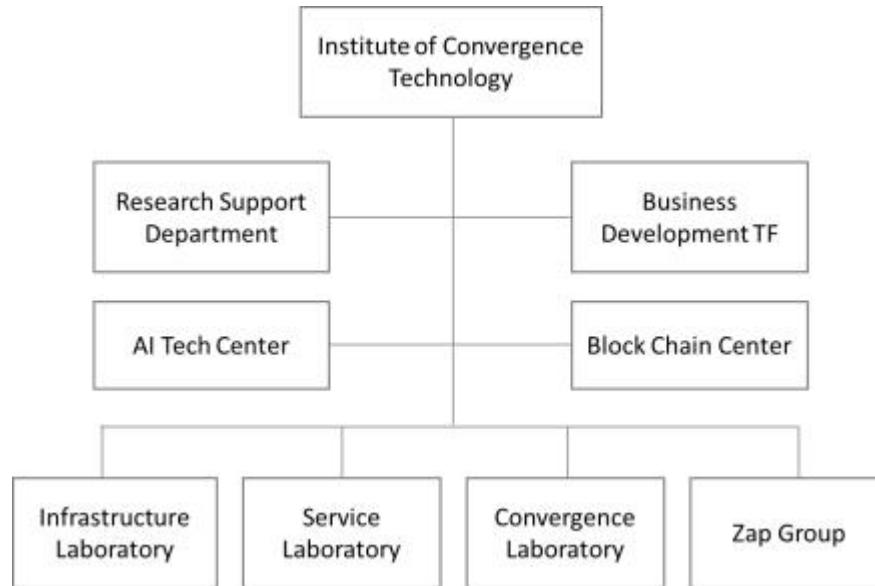 Institute of Convergence
Technology
Research Support
Department
Business
Development TF
AI Tech Center
Block Chain Center
Infrastructure
Laboratory
Service
Laboratory
Convergence
Laboratory
Zap Group